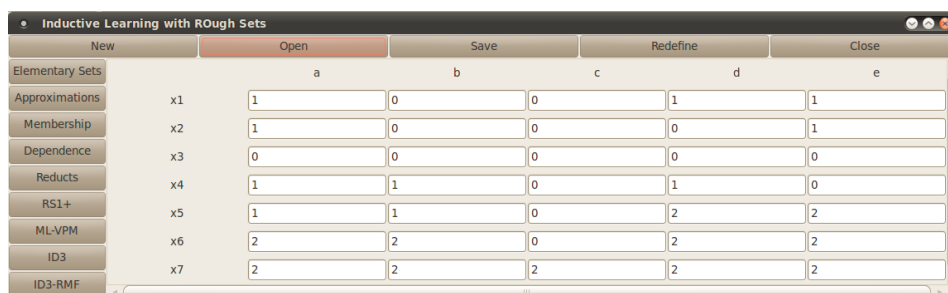 Inductive Learning with ROugh Sets
New Open Save Redefine Close
Elementary Sets
Approximations
Membership
Dependence
Reducts
RS1+
ML-VPM
ID3
ID3-RMF
a b c d e
x1 1 0 0 1 1
x2 1 0 0 0 1
x3 0 0 0 0 0
x4 1 1 0 1 0
x5 1 1 0 2 2
x6 2 2 0 2 2
x7 2 2 2 2 2